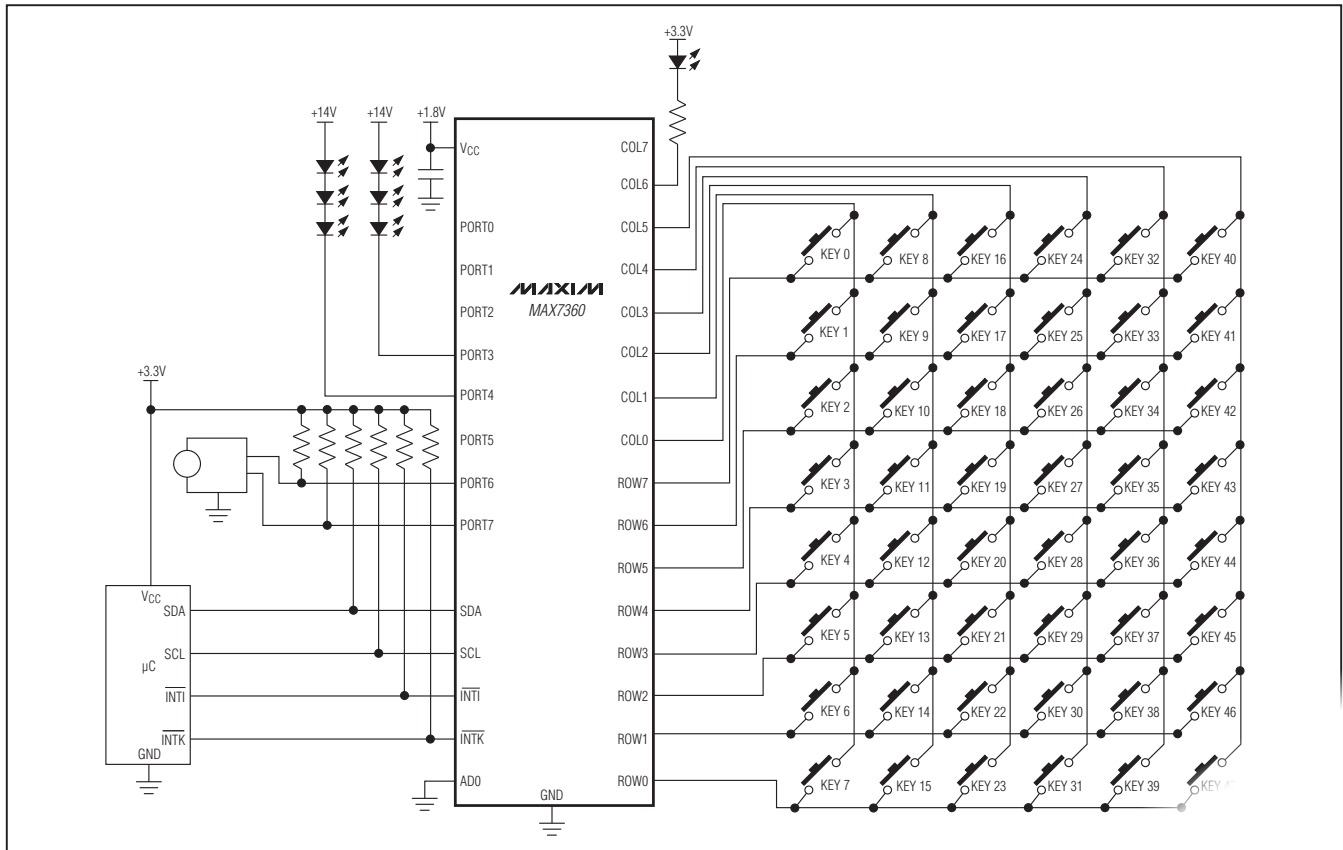 +3.3V
+14V
+14V
+1.8V
VCC
PORT0
PORT1
PORT2
PORT3
PORT4
PORT5
PORT6
PORT7
SDA
SCL
INTI
INTK
AD0
MAXIM
MAX7360
GND
COL7
COL6
COL5
COL4
COL3
COL2
COL1
COL0
ROW7
ROW6
ROW5
ROW4
ROW3
ROW2
ROW1
ROW0
+3.3V
VCC
SDA
SCL
µC
INTI
INTK
GND
KEY 0
KEY 8
KEY 16
KEY 24
KEY 32
KEY 40
KEY 1
KEY 9
KEY 17
KEY 25
KEY 33
KEY 41
KEY 2
KEY 10
KEY 18
KEY 26
KEY 34
KEY 42
KEY 3
KEY 11
KEY 19
KEY 27
KEY 35
KEY 43
KEY 4
KEY 12
KEY 20
KEY 28
KEY 36
KEY 44
KEY 5
KEY 13
KEY 21
KEY 29
KEY 37
KEY 45
KEY 6
KEY 14
KEY 22
KEY 30
KEY 38
KEY 46
KEY 7
KEY 15
KEY 23
KEY 31
KEY 39